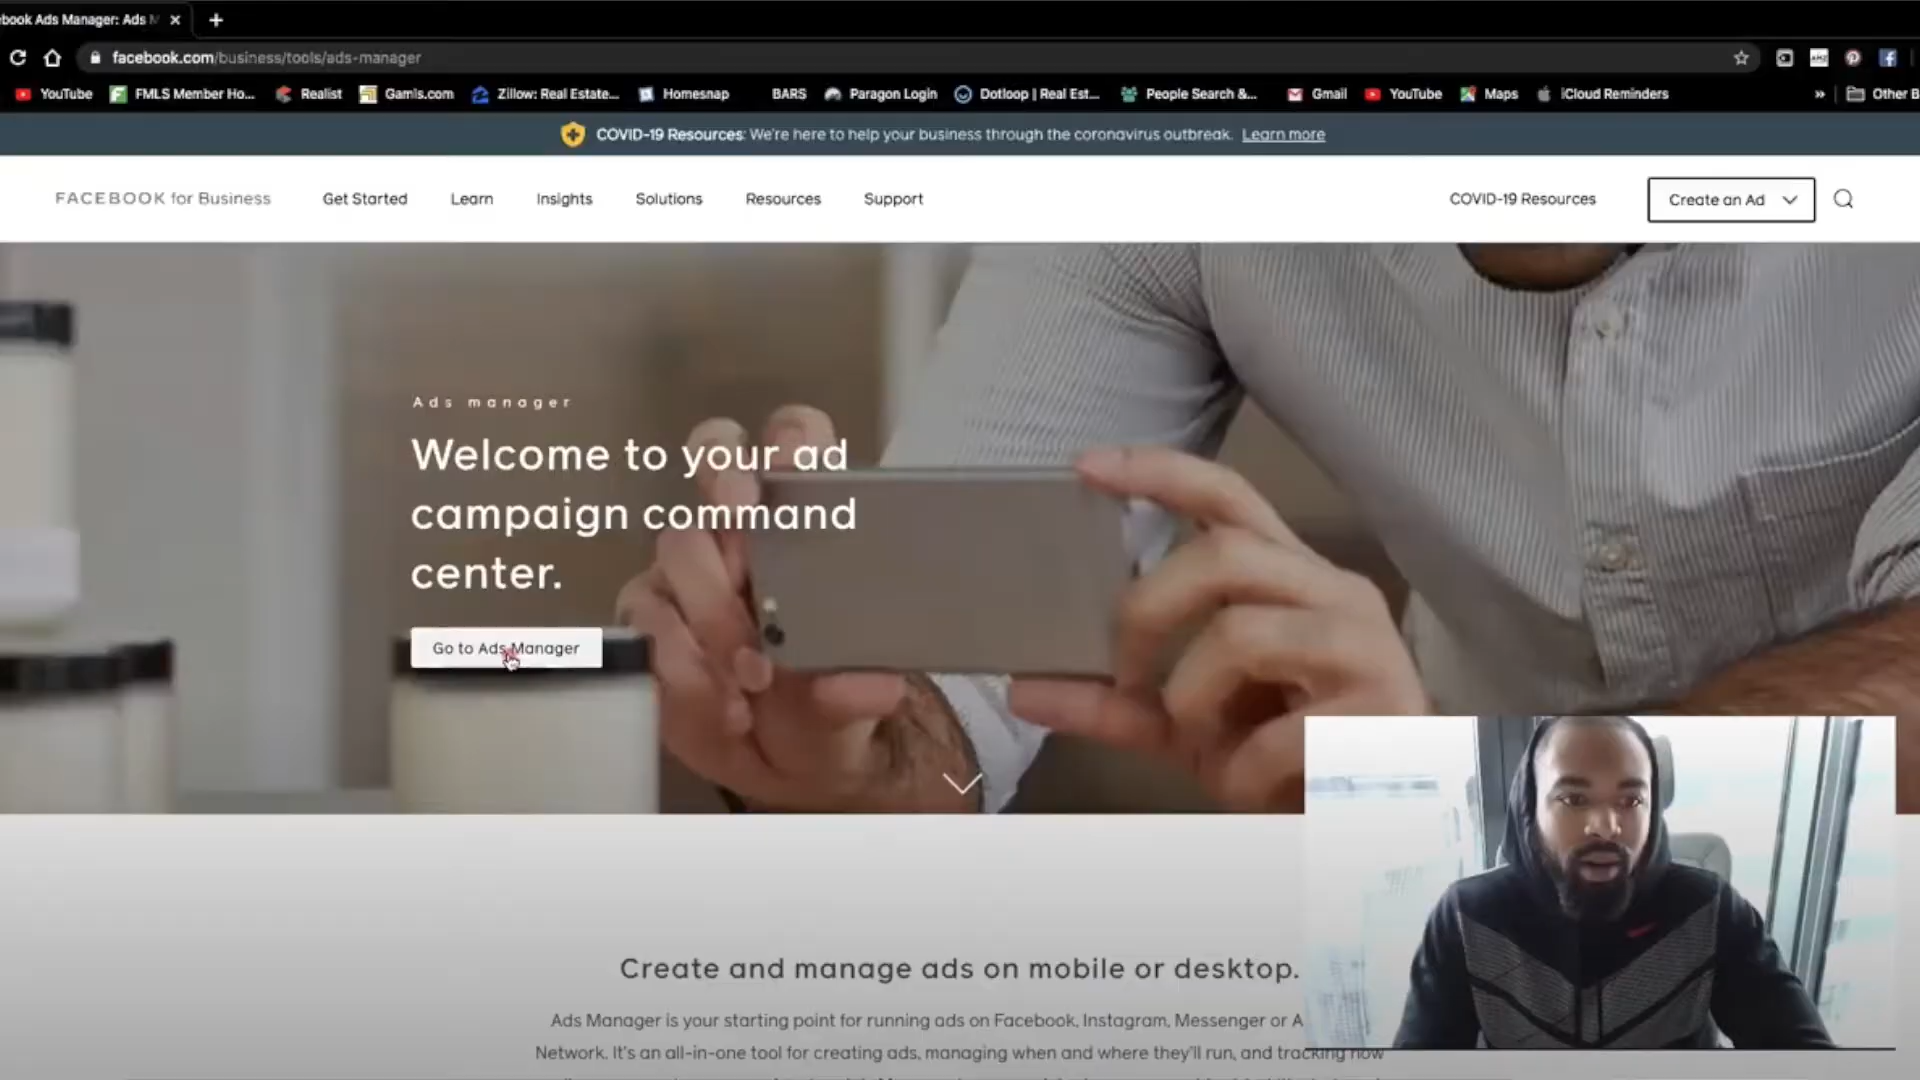 book Ads Manager: Ads M
facebook.com/business/tools/ads-manager
YouTube FMLS Member Ho... Realist Gamls.com Zillow: Real Estate... Homesnap BARS Paragon Login Dotloop | Real Est... People Search &... Gmail YouTube Maps iCloud Reminders » Other B
COVID-19 Resources: We're here to help your business through the coronavirus outbreak. Learn more
FACEBOOK for Business Get Started Learn Insights Solutions Resources Support COVID-19 Resources Create an Ad
Ads manager
Welcome to your ad
campaign command
center.
Go to Ads Manager
Create and manage ads on mobile or desktop.
Ads Manager is your starting point for running ads on Facebook, Instagram, Messenger or A
Network. It's an all-in-one tool for creating ads, managing when and where they'll run, and tracking how